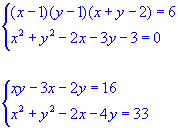 (x − 1)(y − 1)(x + y − 2) = 6
x² + y² − 2x − 3y − 3 = 0
xy − 3x − 2y = 16
x² + y² − 2x − 4y = 33